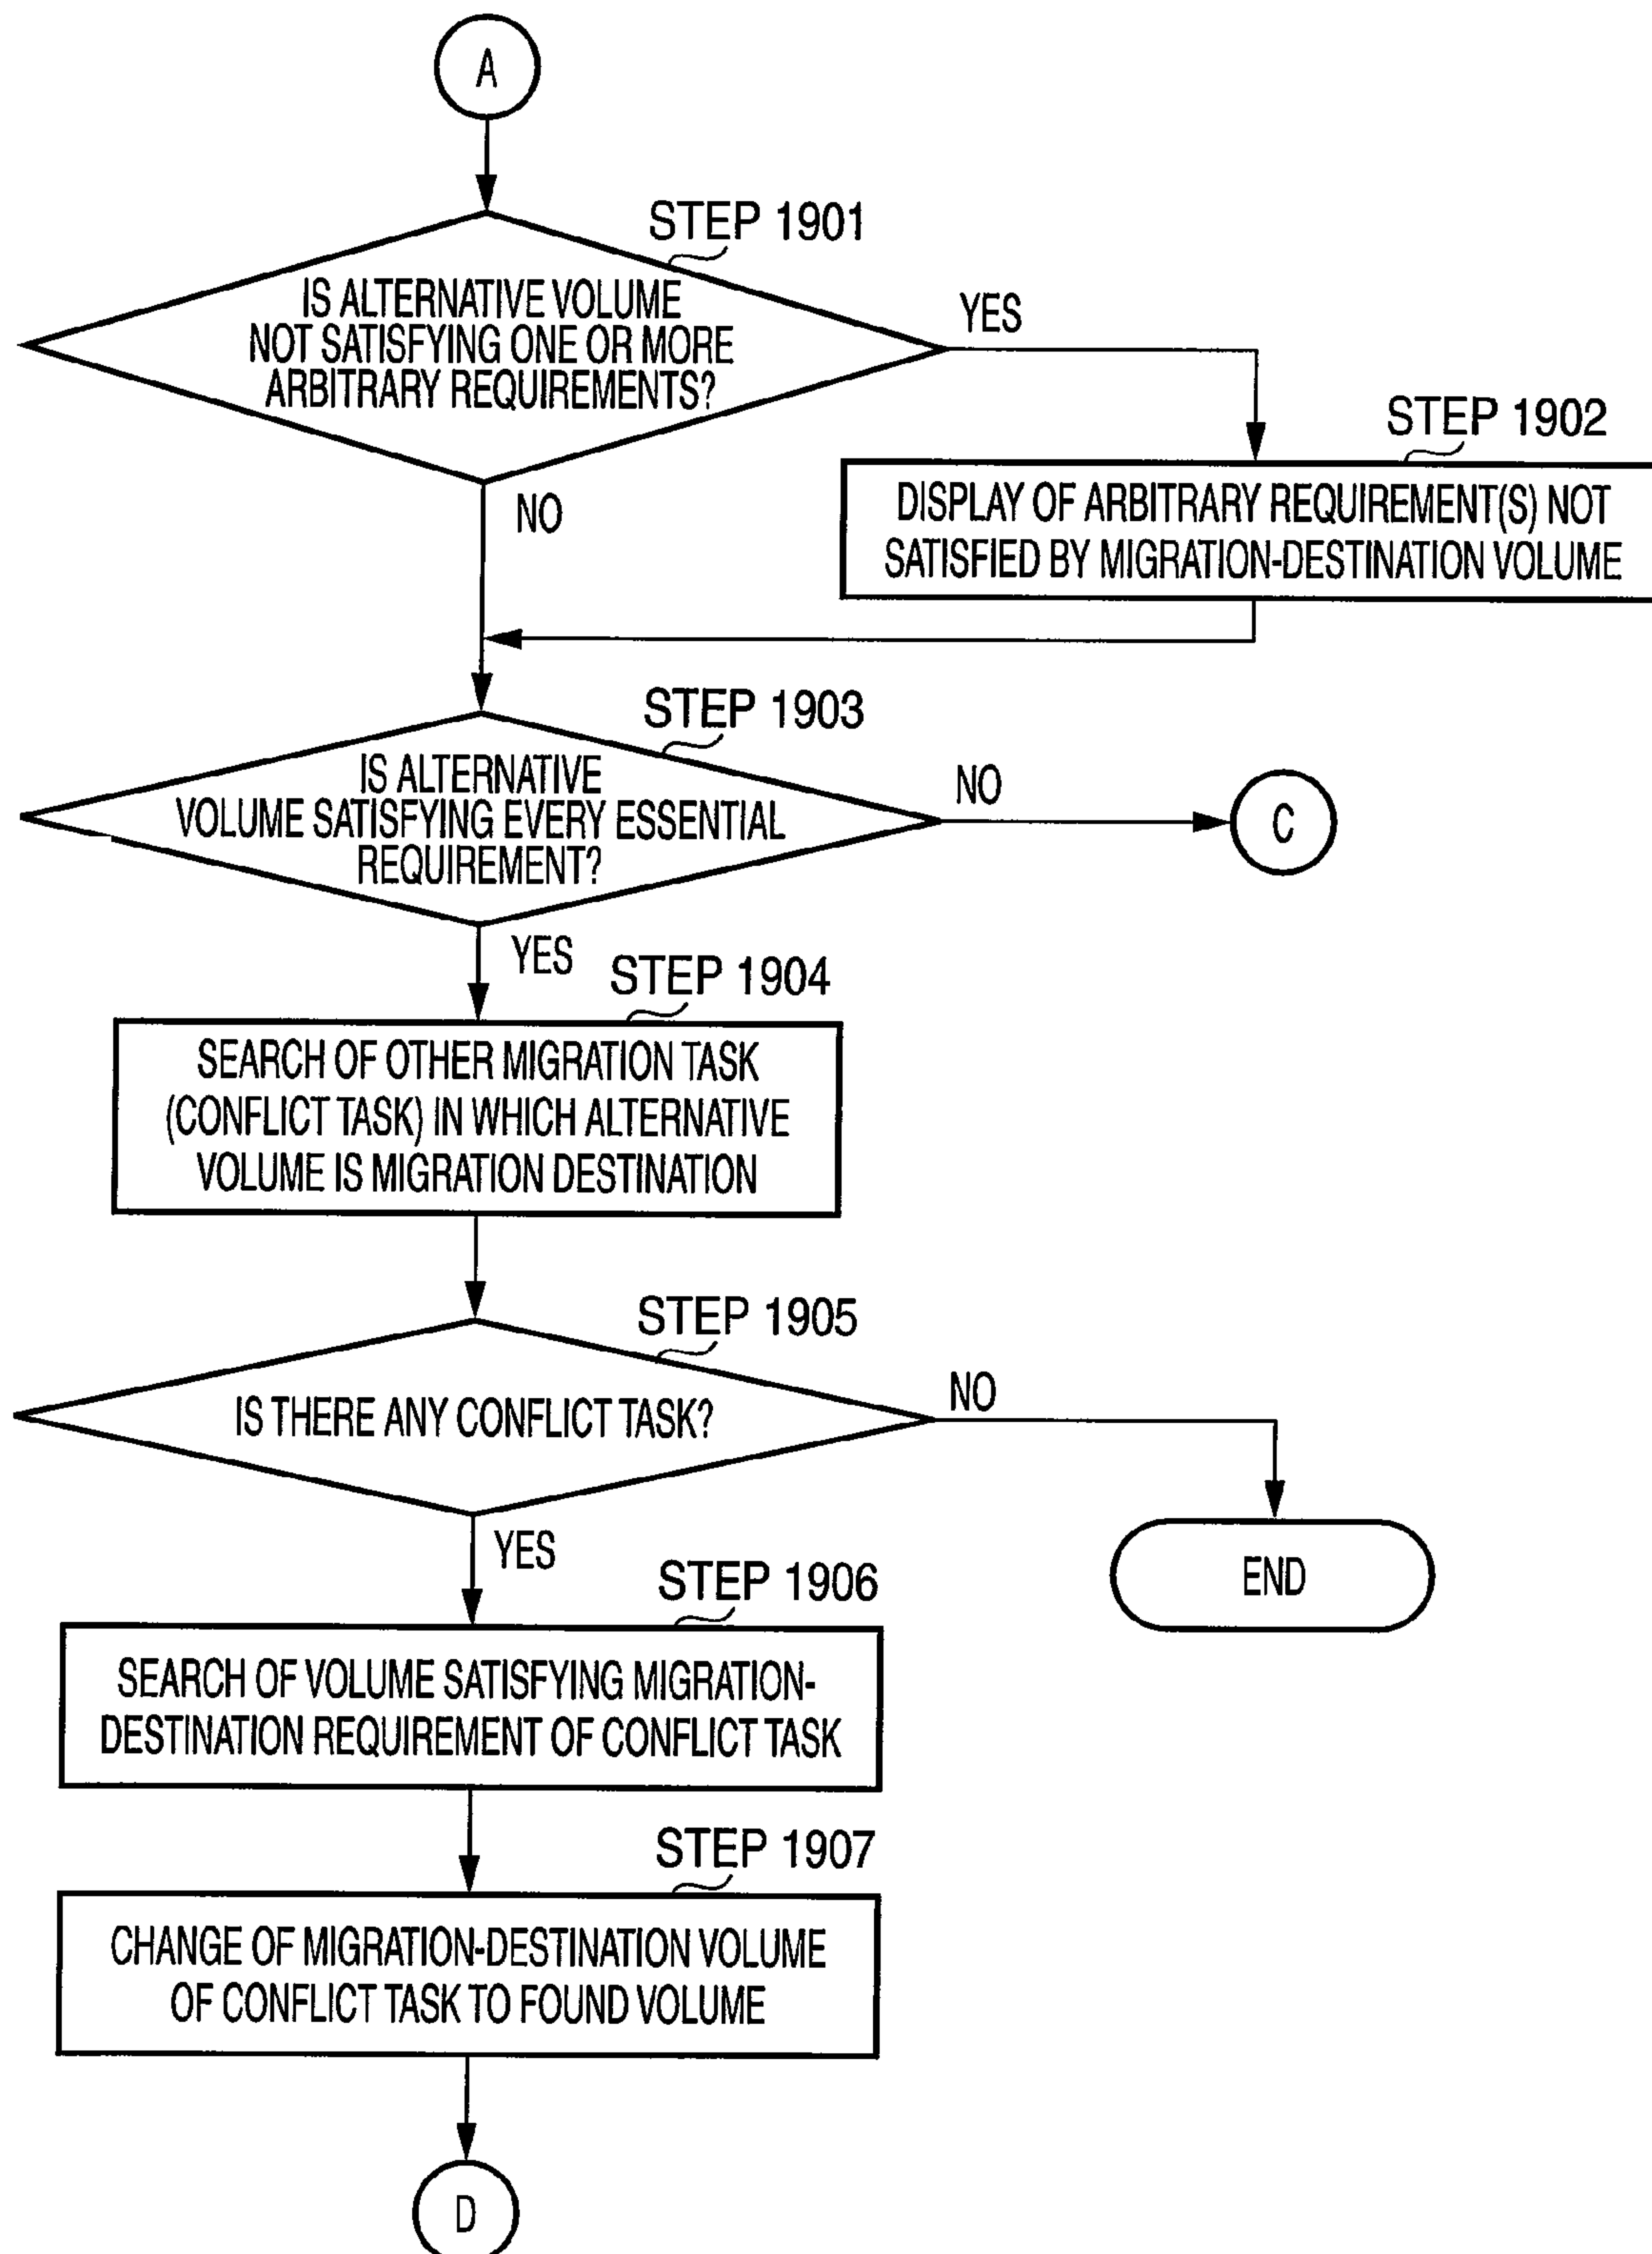 A
STEP 1901
IS ALTERNATIVE VOLUME
NOT SATISFYING ONE OR MORE
ARBITRARY REQUIREMENTS?
YES
STEP 1902
DISPLAY OF ARBITRARY REQUIREMENT(S) NOT
SATISFIED BY MIGRATION-DESTINATION VOLUME
NO
STEP 1903
IS ALTERNATIVE
VOLUME SATISFYING EVERY ESSENTIAL
REQUIREMENT?
NO
C
YES
STEP 1904
SEARCH OF OTHER MIGRATION TASK
(CONFLICT TASK) IN WHICH ALTERNATIVE
VOLUME IS MIGRATION DESTINATION
STEP 1905
IS THERE ANY CONFLICT TASK?
NO
END
YES
STEP 1906
SEARCH OF VOLUME SATISFYING MIGRATION-
DESTINATION REQUIREMENT OF CONFLICT TASK
STEP 1907
CHANGE OF MIGRATION-DESTINATION VOLUME
OF CONFLICT TASK TO FOUND VOLUME
D